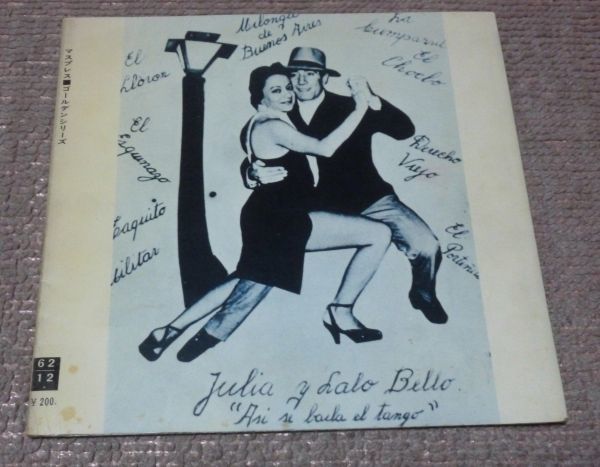 マスプレス■ゴールデンシリーズ
El
Lloron
Milonga
de
Buenos Aires
La
Cumparsi
El
Choclo
El
Esquinazo
Rancho
Viejo
Taquito
Militar
El
Porteñi
62
12
¥ 200.
Julia y Lalo Bello.
"Asi se baila el tango"